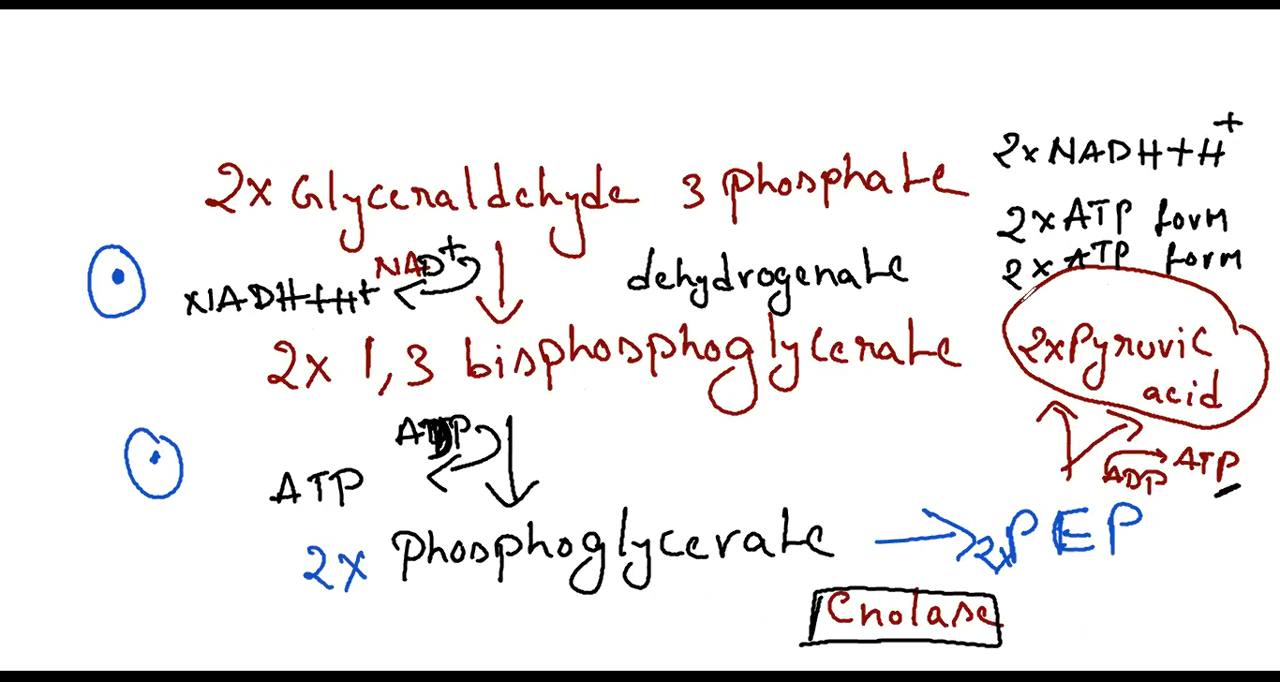 2x Glyceraldehyde 3 phosphate
2x NADH+H+
2x ATP form
2x ATP form
NAD+
NADH+H+
dehydrogenate
2x 1,3 bisphosphoglycerate
2x Pyruvic
acid
ADP
ATP
ADP
ATP
2x Phosphoglycerate
2x PEP
Enolase